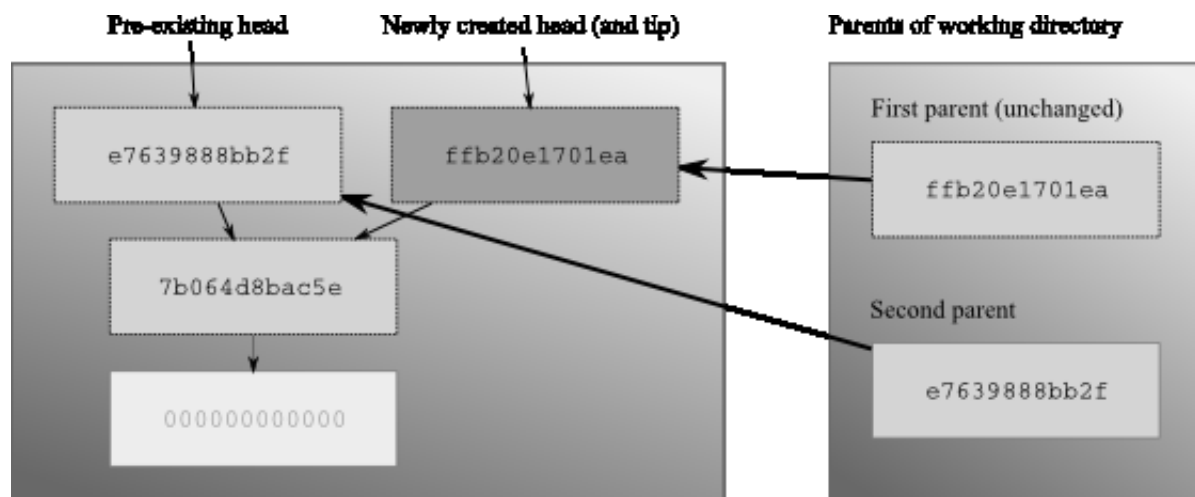 Pre-existing head
Newly created head (and tip)
Parents of working directory
First parent (unchanged)
e7639888bb2f
ffb20e1701ea
ffb20e1701ea
7b064d8bac5e
Second parent
000000000000
e7639888bb2f